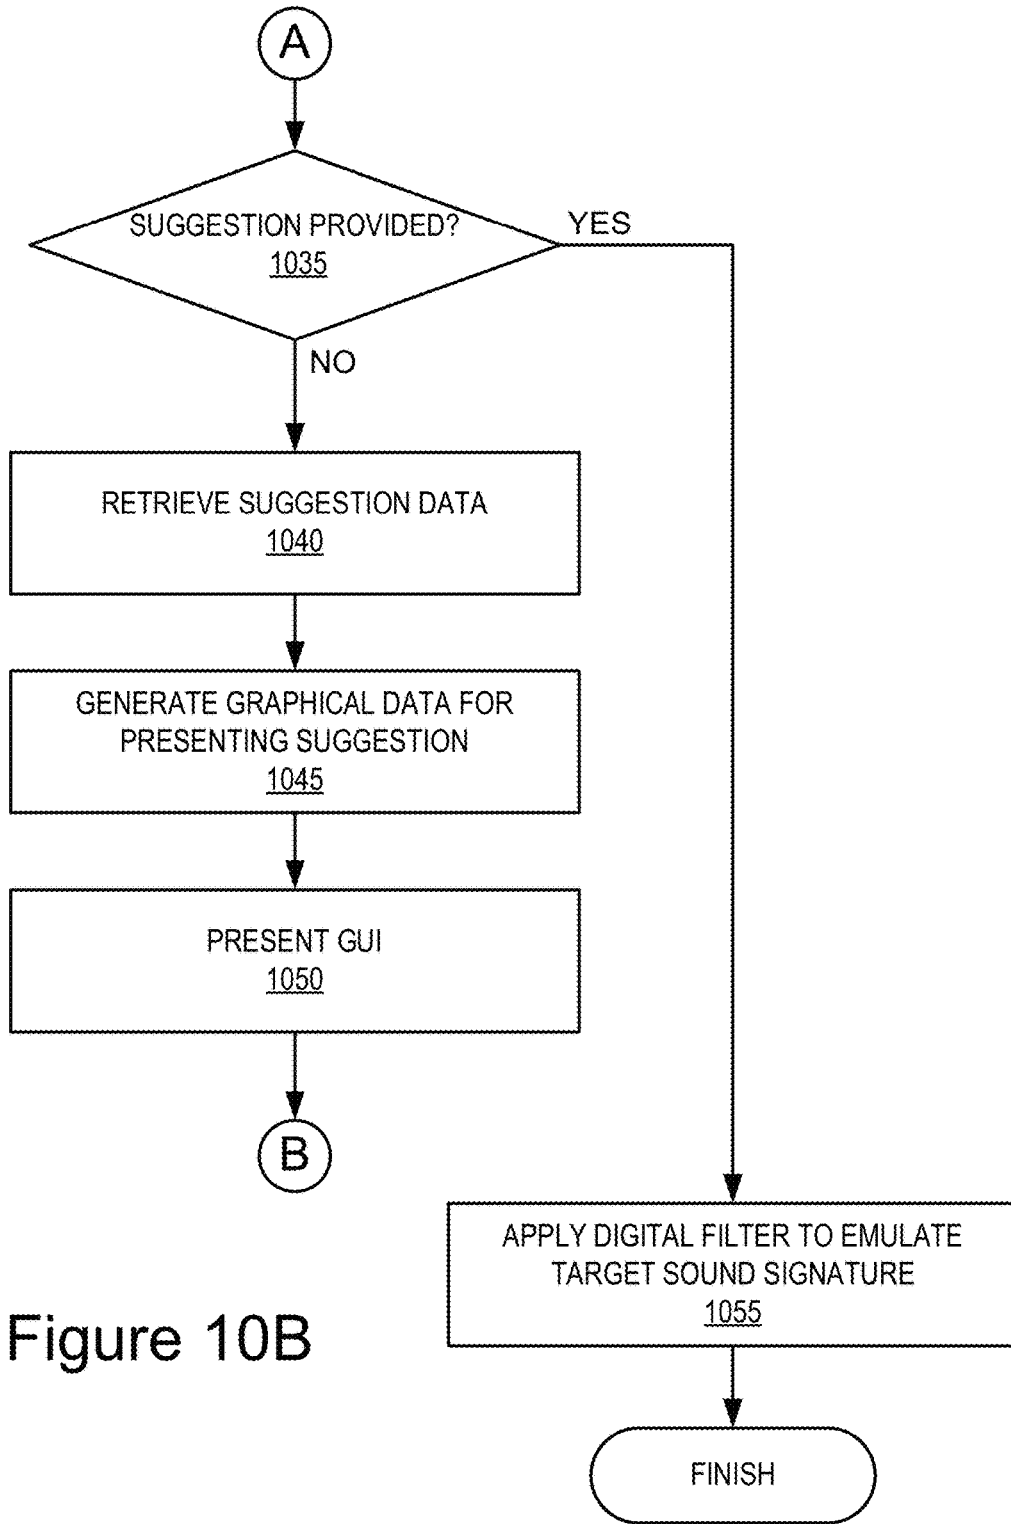 A
SUGGESTION PROVIDED?
1035
YES
NO
RETRIEVE SUGGESTION DATA
1040
GENERATE GRAPHICAL DATA FOR
PRESENTING SUGGESTION
1045
PRESENT GUI
1050
B
APPLY DIGITAL FILTER TO EMULATE
TARGET SOUND SIGNATURE
1055
Figure 10B
FINISH